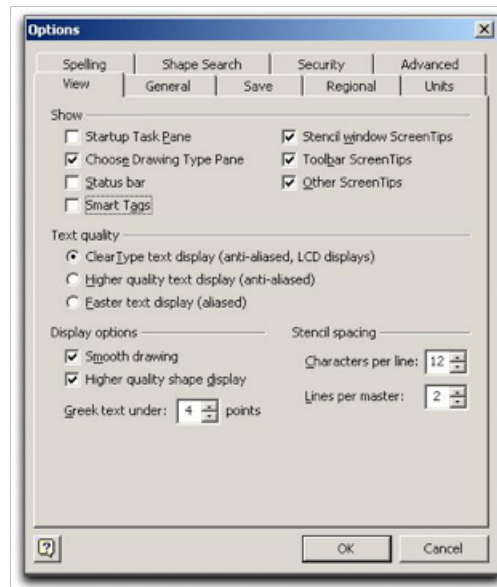 Options
Spelling Shape Search Security Advanced
View General Save Regional Units
Show
Startup Task Pane
Stencil window ScreenTips
Choose Drawing Type Pane
Toolbar ScreenTips
Status bar
Other ScreenTips
Smart Tags
Text quality
ClearType text display (anti-aliased, LCD displays)
Higher quality text display (anti-aliased)
Faster text display (aliased)
Display options
Smooth drawing
Higher quality shape display
Greek text under: 4 points
Stencil spacing
Characters per line: 12
Lines per master: 2
OK Cancel